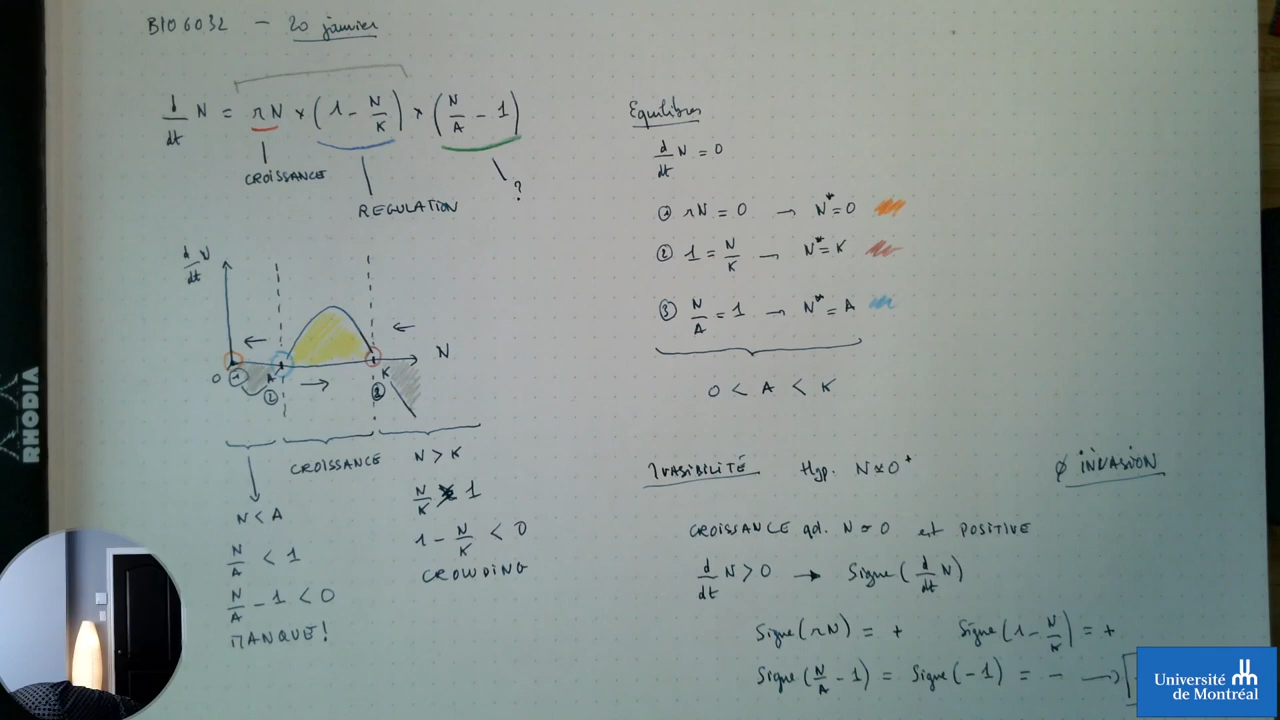 BIO6032 - 20 janvier
d/dt N = rN × (1 - N/K) × (N/A - 1)
CROISSANCE
REGULATION
?
d/dt N
N
0
1
A
2
K
3
CROISSANCE
N < A
N/A < 1
N/A - 1 < 0
MANQUE!
N > K
N/K > 1
1 - N/K < 0
CROWDING
Equilibres
d/dt N = 0
① rN = 0 → N* = 0
② 1 = N/K → N* = K
③ N/A = 1 → N* = A
0 < A < K
IVASIBILITÉ Hyp. N ≈ 0⁺ ∅ INVASION
CROISSANCE qd. N ≈ 0 est POSITIVE
d/dt N > 0 → Signe(d/dt N)
Signe(rN) = + Signe(1 - N/K) = +
Signe(N/A - 1) = Signe(-1) = - →
RHODIA
Université
de Montréal